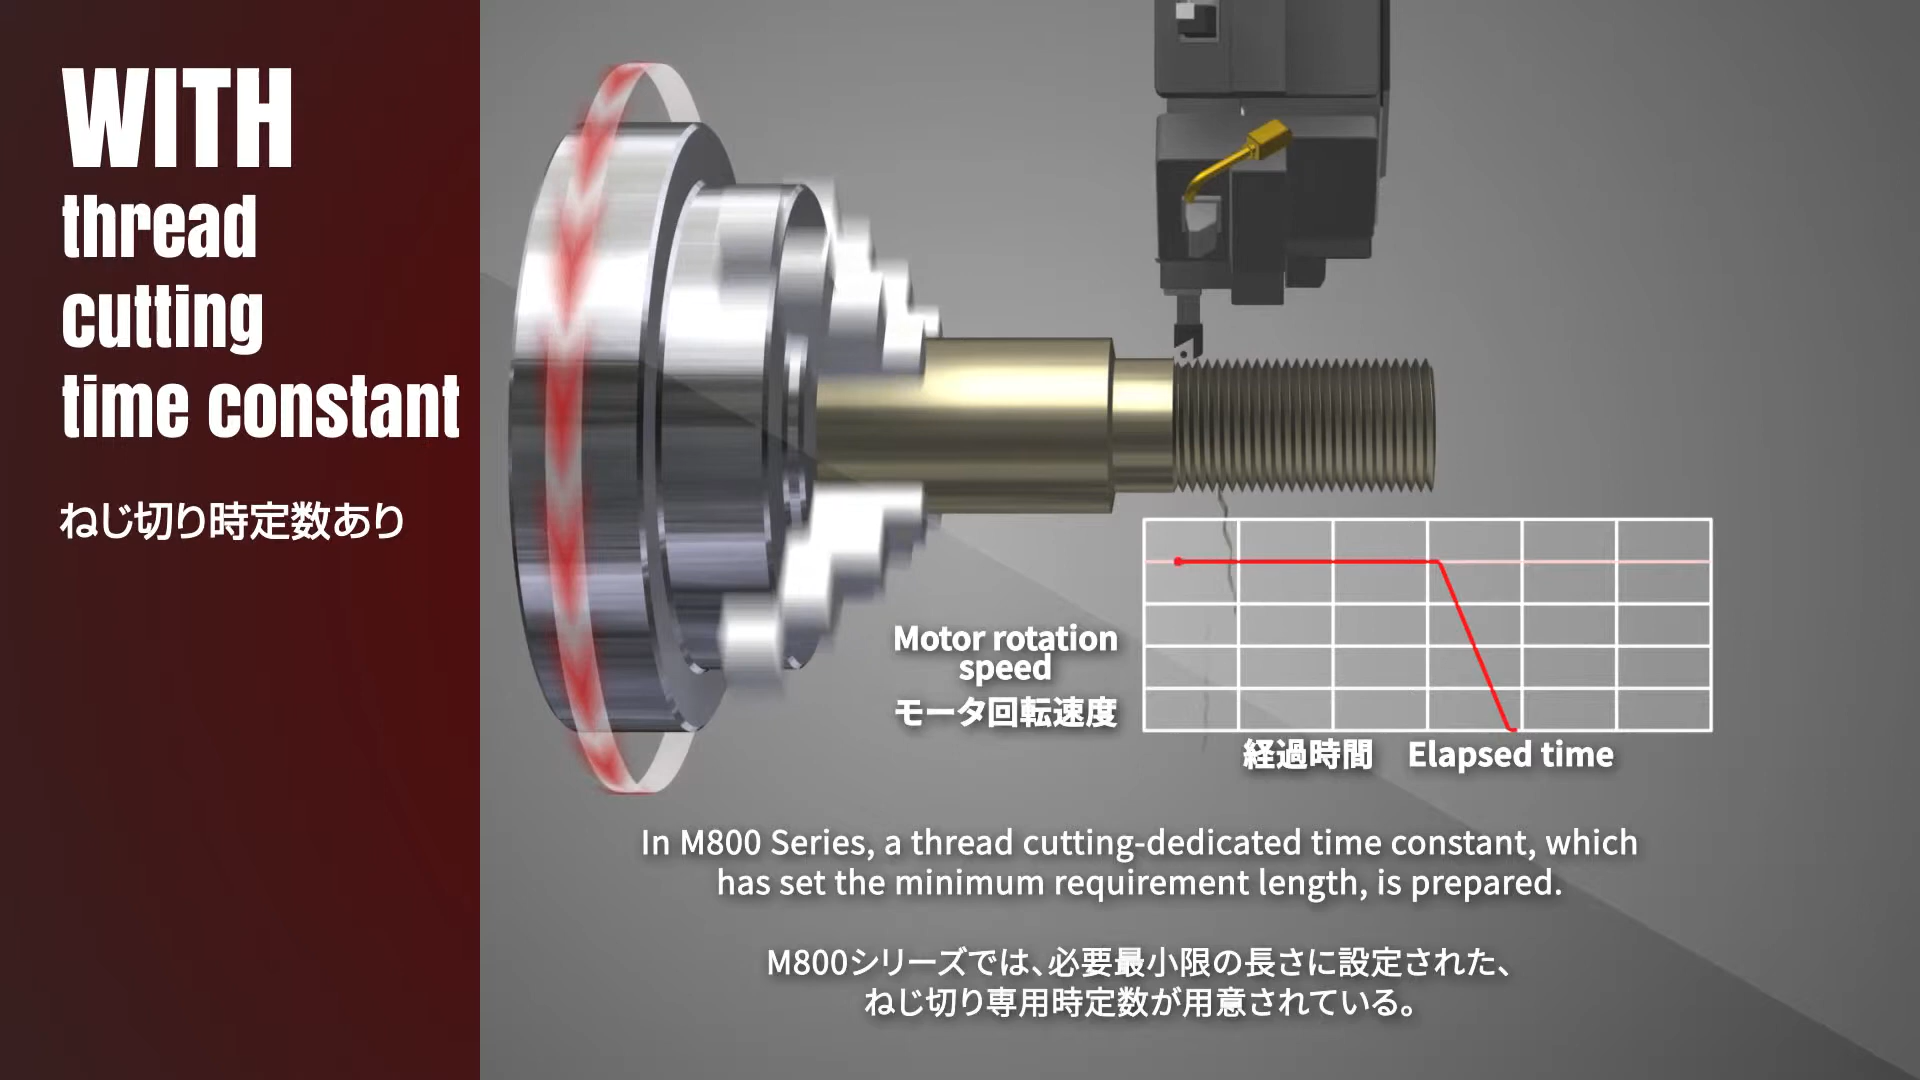 WITH
thread
cutting
time constant
ねじ切り時定数あり
Motor rotation
speed
モータ回転速度
経過時間 Elapsed time
In M800 Series, a thread cutting-dedicated time constant, which
has set the minimum requirement length, is prepared.
M800シリーズでは、必要最小限の長さに設定された、
ねじ切り専用時定数が用意されている。